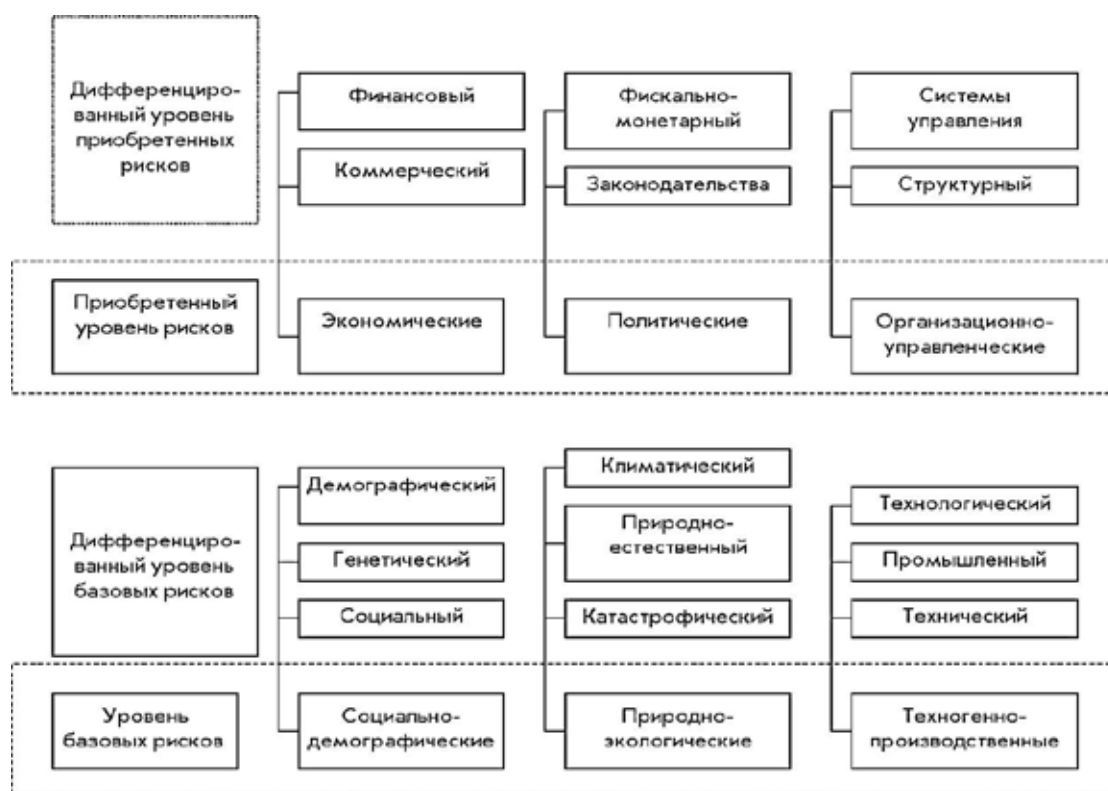 Дифференциро-
ванный уровень
приобретенных
рисков
Финансовый
Коммерческий
Фискально-
монетарный
Законодательства
Системы
управления
Структурный
Приобретенный
уровень рисков
Экономические
Политические
Организационно-
управленческие
Дифференциро-
ванный уровень
базовых рисков
Демографический
Генетический
Социальный
Климатический
Природно-
естественный
Катастрофический
Технологический
Промышленный
Технический
Уровень
базовых рисков
Социально-
демографические
Природно-
экологические
Техногенно-
производственные